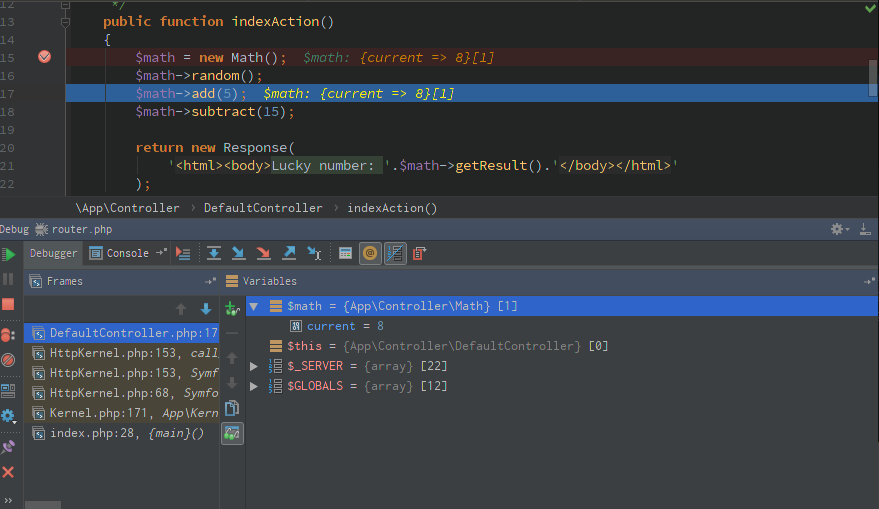 12 */
13 public function indexAction()
14 {
15 $math = new Math(); $math: {current => 8}[1]
16 $math->random();
17 $math->add(5); $math: {current => 8}[1]
18 $math->subtract(15);
19
20 return new Response(
21 '<html><body>Lucky number: '.$math->getResult().'</body></html>'
22 );
\App\Controller › DefaultController › indexAction()
Debug router.php
Debugger Console
Frames Variables
$math = {App\Controller\Math} [1]
DefaultController.php:17 current = 8
HttpKernel.php:153, call $this = {App\Controller\DefaultController} [0]
HttpKernel.php:153, Symf $_SERVER = {array} [22]
HttpKernel.php:68, Symfo $GLOBALS = {array} [12]
Kernel.php:171, App\Kern
index.php:28, {main}()
»